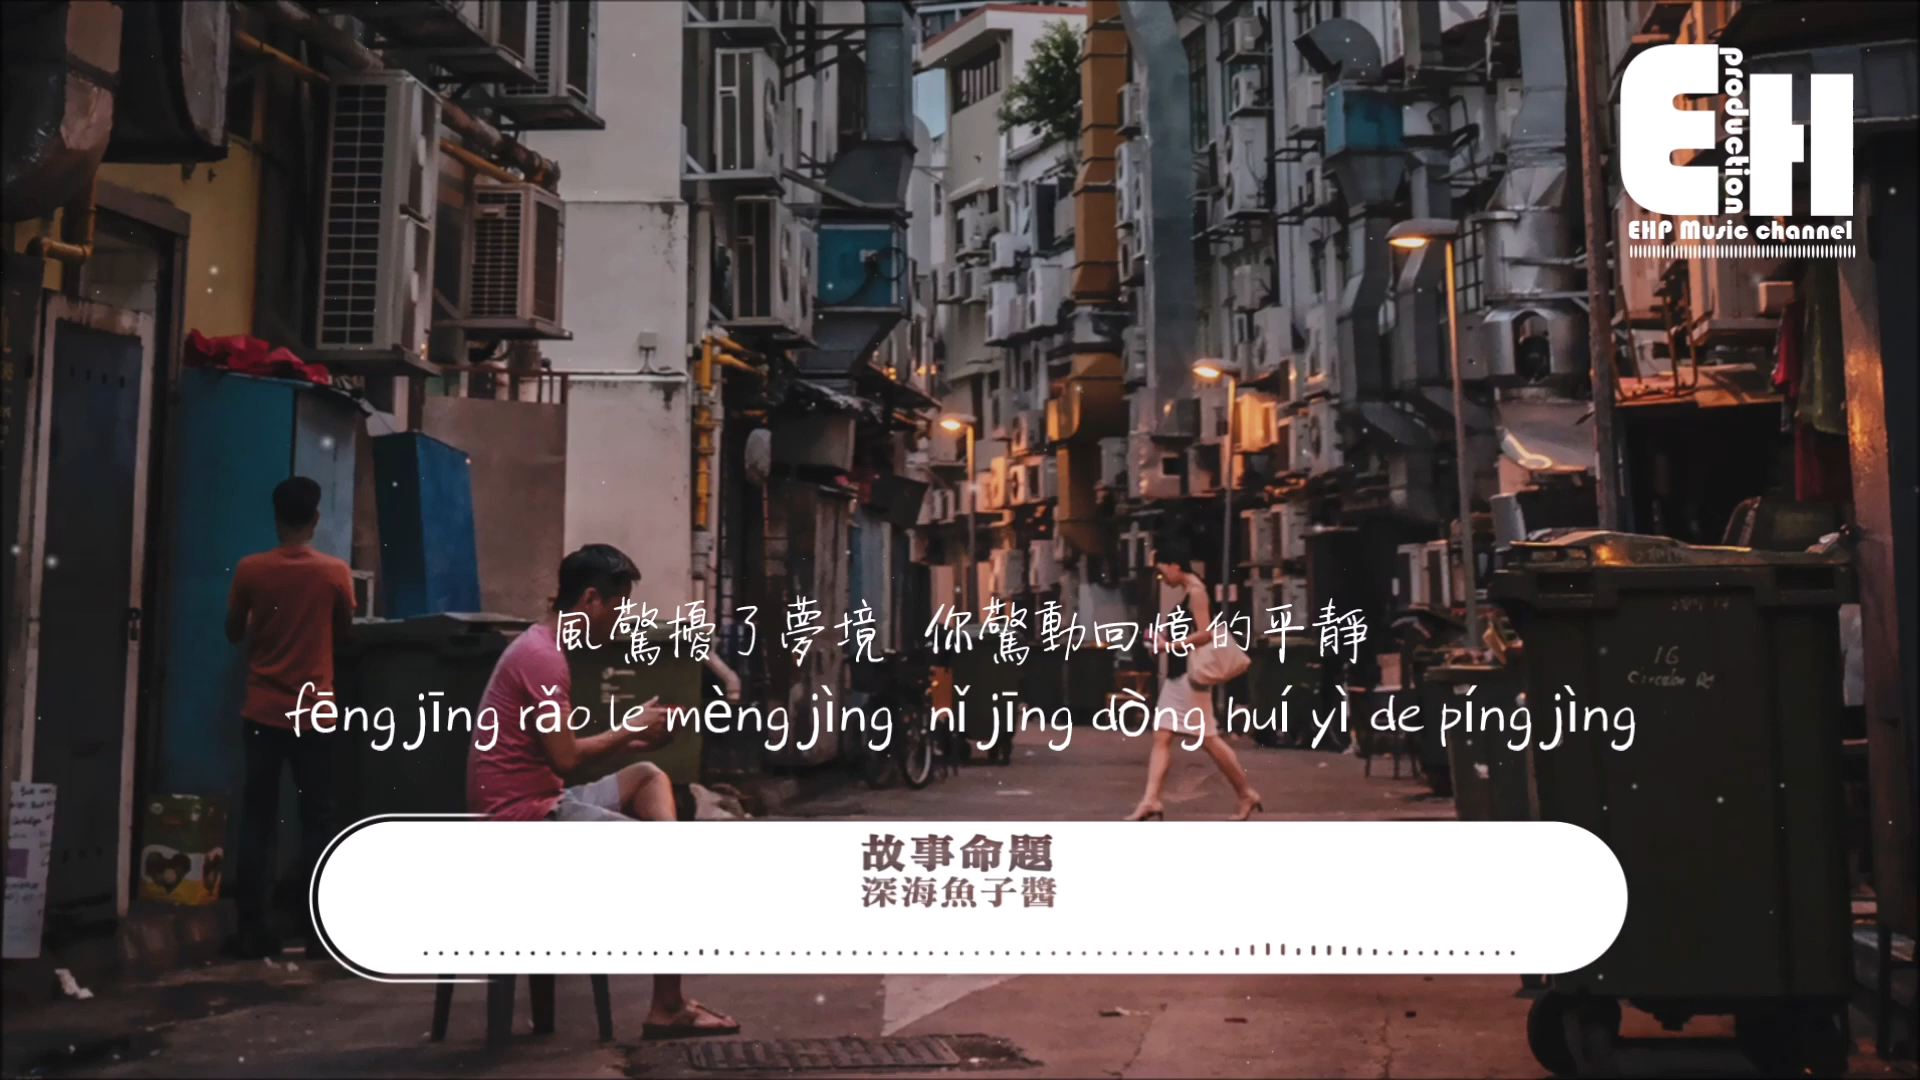 EH
production
EHP Music channel
風驚擾了夢境 你驚動回憶的平靜
fēng jīng rǎo le mèng jìng nǐ jīng dòng huí yì de píng jìng
故事命題
深海魚子醬